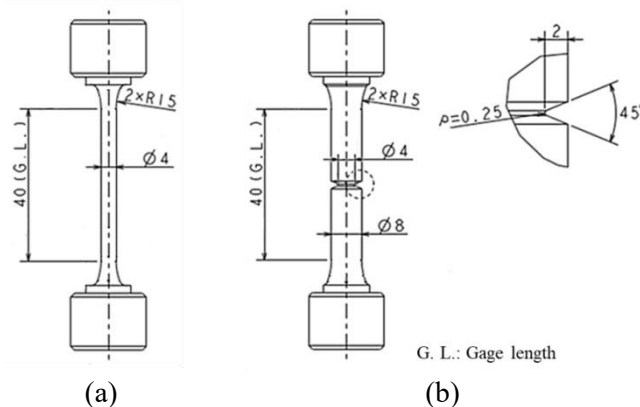 2×R15
40(G.L.)
Ø4
(a)
2×R15
40(G.L.)
Ø4
Ø8
(b)
2
ρ=0.25
45°
G. L.: Gage length